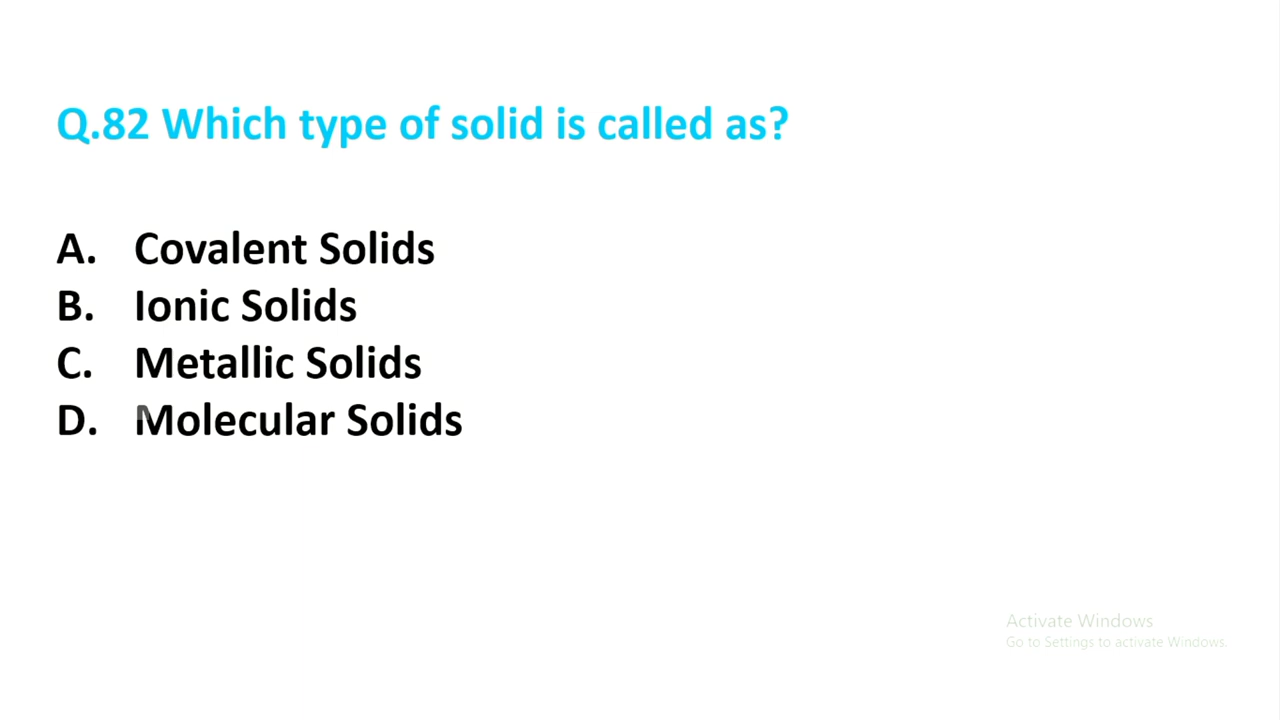 Q.82 Which type of solid is called as?
A. Covalent Solids
B. Ionic Solids
C. Metallic Solids
D. Molecular Solids
Activate Windows
Go to Settings to activate Windows.